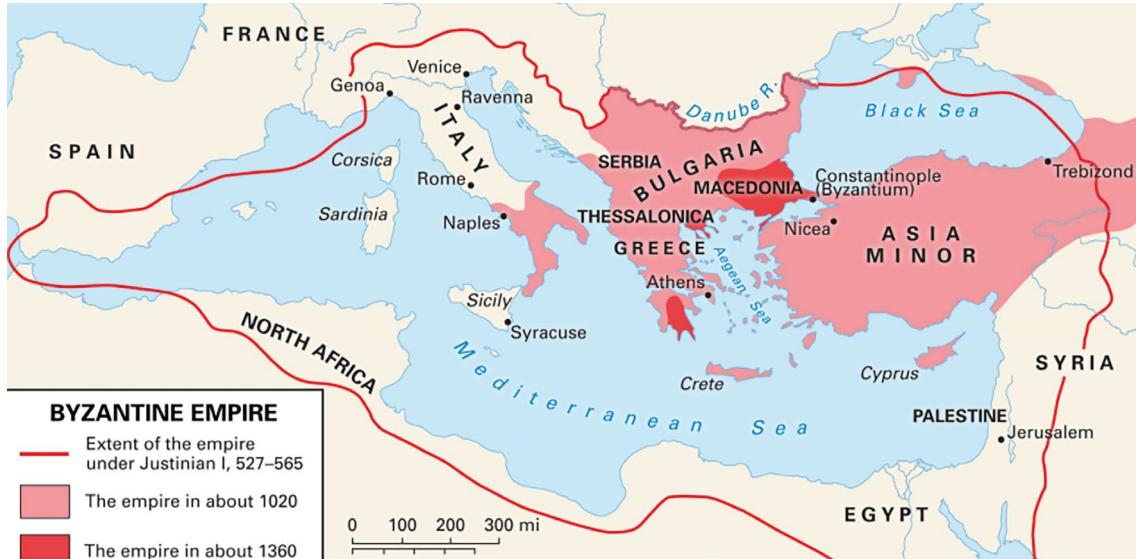 FRANCE
Venice
Genoa
Ravenna
Danube R.
Black Sea
SPAIN
ITALY
Corsica
SERBIA
BULGARIA
Trebizond
Rome
MACEDONIA
Constantinople
(Byzantium)
Sardinia
Naples
THESSALONICA
Nicea
ASIA
MINOR
GREECE
Aegean Sea
Athens
Sicily
Syracuse
NORTH AFRICA
Mediterranean Sea
Crete
Cyprus
SYRIA
PALESTINE
Jerusalem
EGYPT
BYZANTINE EMPIRE
Extent of the empire
under Justinian I, 527–565
The empire in about 1020
The empire in about 1360
0 100 200 300 mi